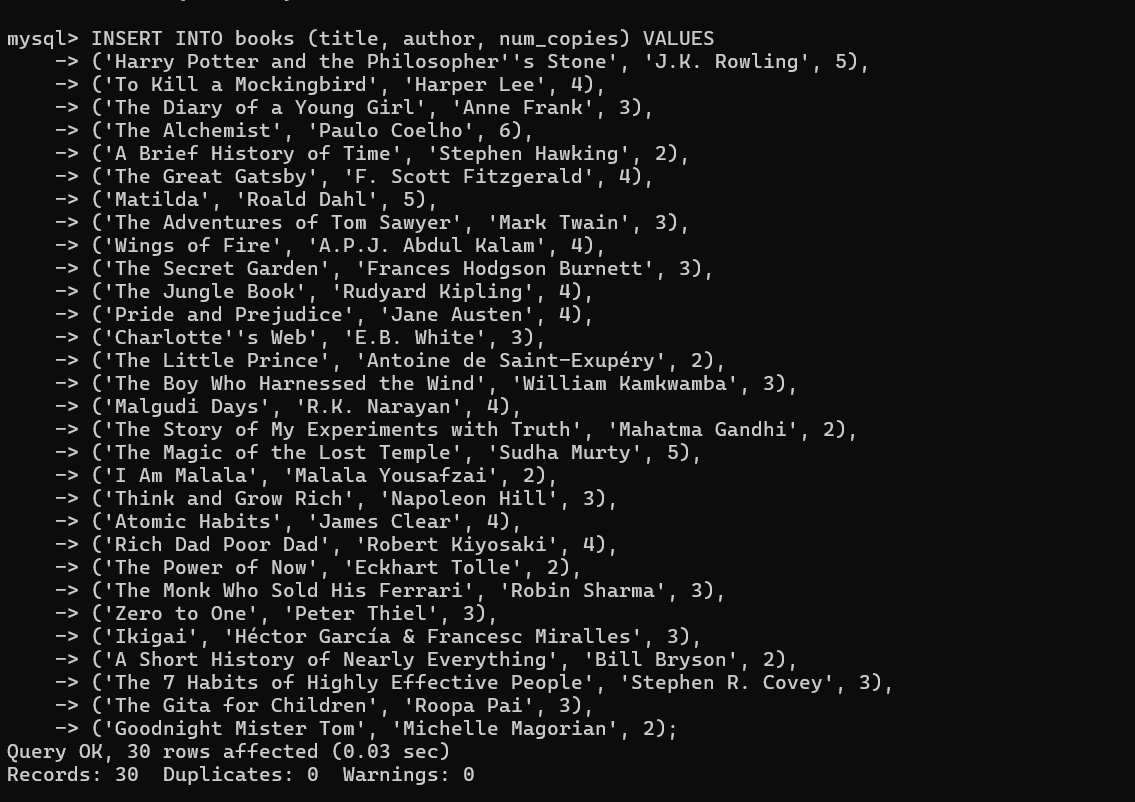 mysql> INSERT INTO books (title, author, num_copies) VALUES
    -> ('Harry Potter and the Philosopher''s Stone', 'J.K. Rowling', 5),
    -> ('To Kill a Mockingbird', 'Harper Lee', 4),
    -> ('The Diary of a Young Girl', 'Anne Frank', 3),
    -> ('The Alchemist', 'Paulo Coelho', 6),
    -> ('A Brief History of Time', 'Stephen Hawking', 2),
    -> ('The Great Gatsby', 'F. Scott Fitzgerald', 4),
    -> ('Matilda', 'Roald Dahl', 5),
    -> ('The Adventures of Tom Sawyer', 'Mark Twain', 3),
    -> ('Wings of Fire', 'A.P.J. Abdul Kalam', 4),
    -> ('The Secret Garden', 'Frances Hodgson Burnett', 3),
    -> ('The Jungle Book', 'Rudyard Kipling', 4),
    -> ('Pride and Prejudice', 'Jane Austen', 4),
    -> ('Charlotte''s Web', 'E.B. White', 3),
    -> ('The Little Prince', 'Antoine de Saint-Exupéry', 2),
    -> ('The Boy Who Harnessed the Wind', 'William Kamkwamba', 3),
    -> ('Malgudi Days', 'R.K. Narayan', 4),
    -> ('The Story of My Experiments with Truth', 'Mahatma Gandhi', 2),
    -> ('The Magic of the Lost Temple', 'Sudha Murty', 5),
    -> ('I Am Malala', 'Malala Yousafzai', 2),
    -> ('Think and Grow Rich', 'Napoleon Hill', 3),
    -> ('Atomic Habits', 'James Clear', 4),
    -> ('Rich Dad Poor Dad', 'Robert Kiyosaki', 4),
    -> ('The Power of Now', 'Eckhart Tolle', 2),
    -> ('The Monk Who Sold His Ferrari', 'Robin Sharma', 3),
    -> ('Zero to One', 'Peter Thiel', 3),
    -> ('Ikigai', 'Héctor García & Francesc Miralles', 3),
    -> ('A Short History of Nearly Everything', 'Bill Bryson', 2),
    -> ('The 7 Habits of Highly Effective People', 'Stephen R. Covey', 3),
    -> ('The Gita for Children', 'Roopa Pai', 3),
    -> ('Goodnight Mister Tom', 'Michelle Magorian', 2);
Query OK, 30 rows affected (0.03 sec)
Records: 30  Duplicates: 0  Warnings: 0